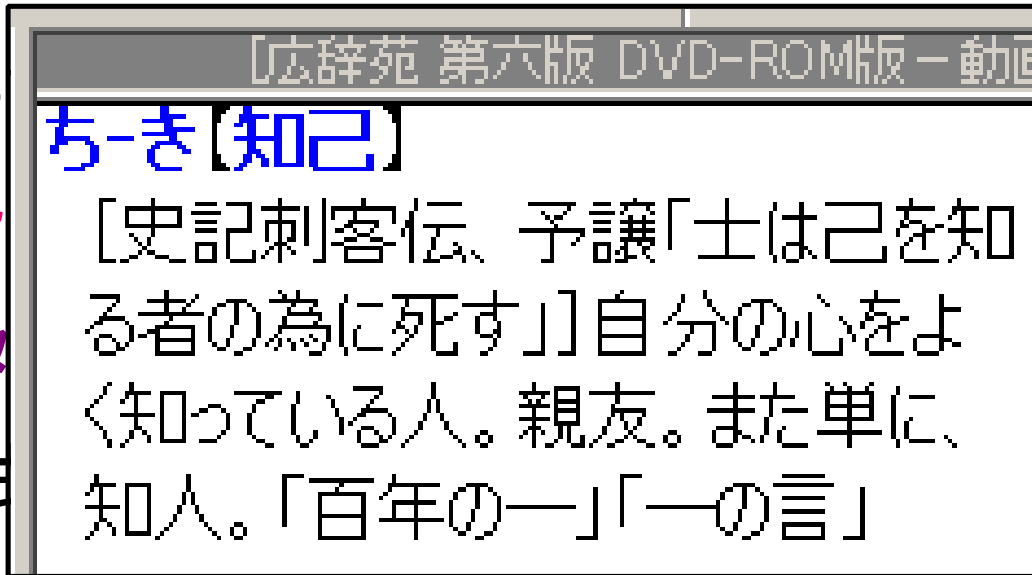 [広辞苑 第六版 DVD-ROM版 − 動画
ち-き【知己】
[史記刺客伝、予譲「士は己を知
る者の為に死す」]自分の心をよ
く知っている人。親友。また単に、
知人。「百年の―」「―の言」